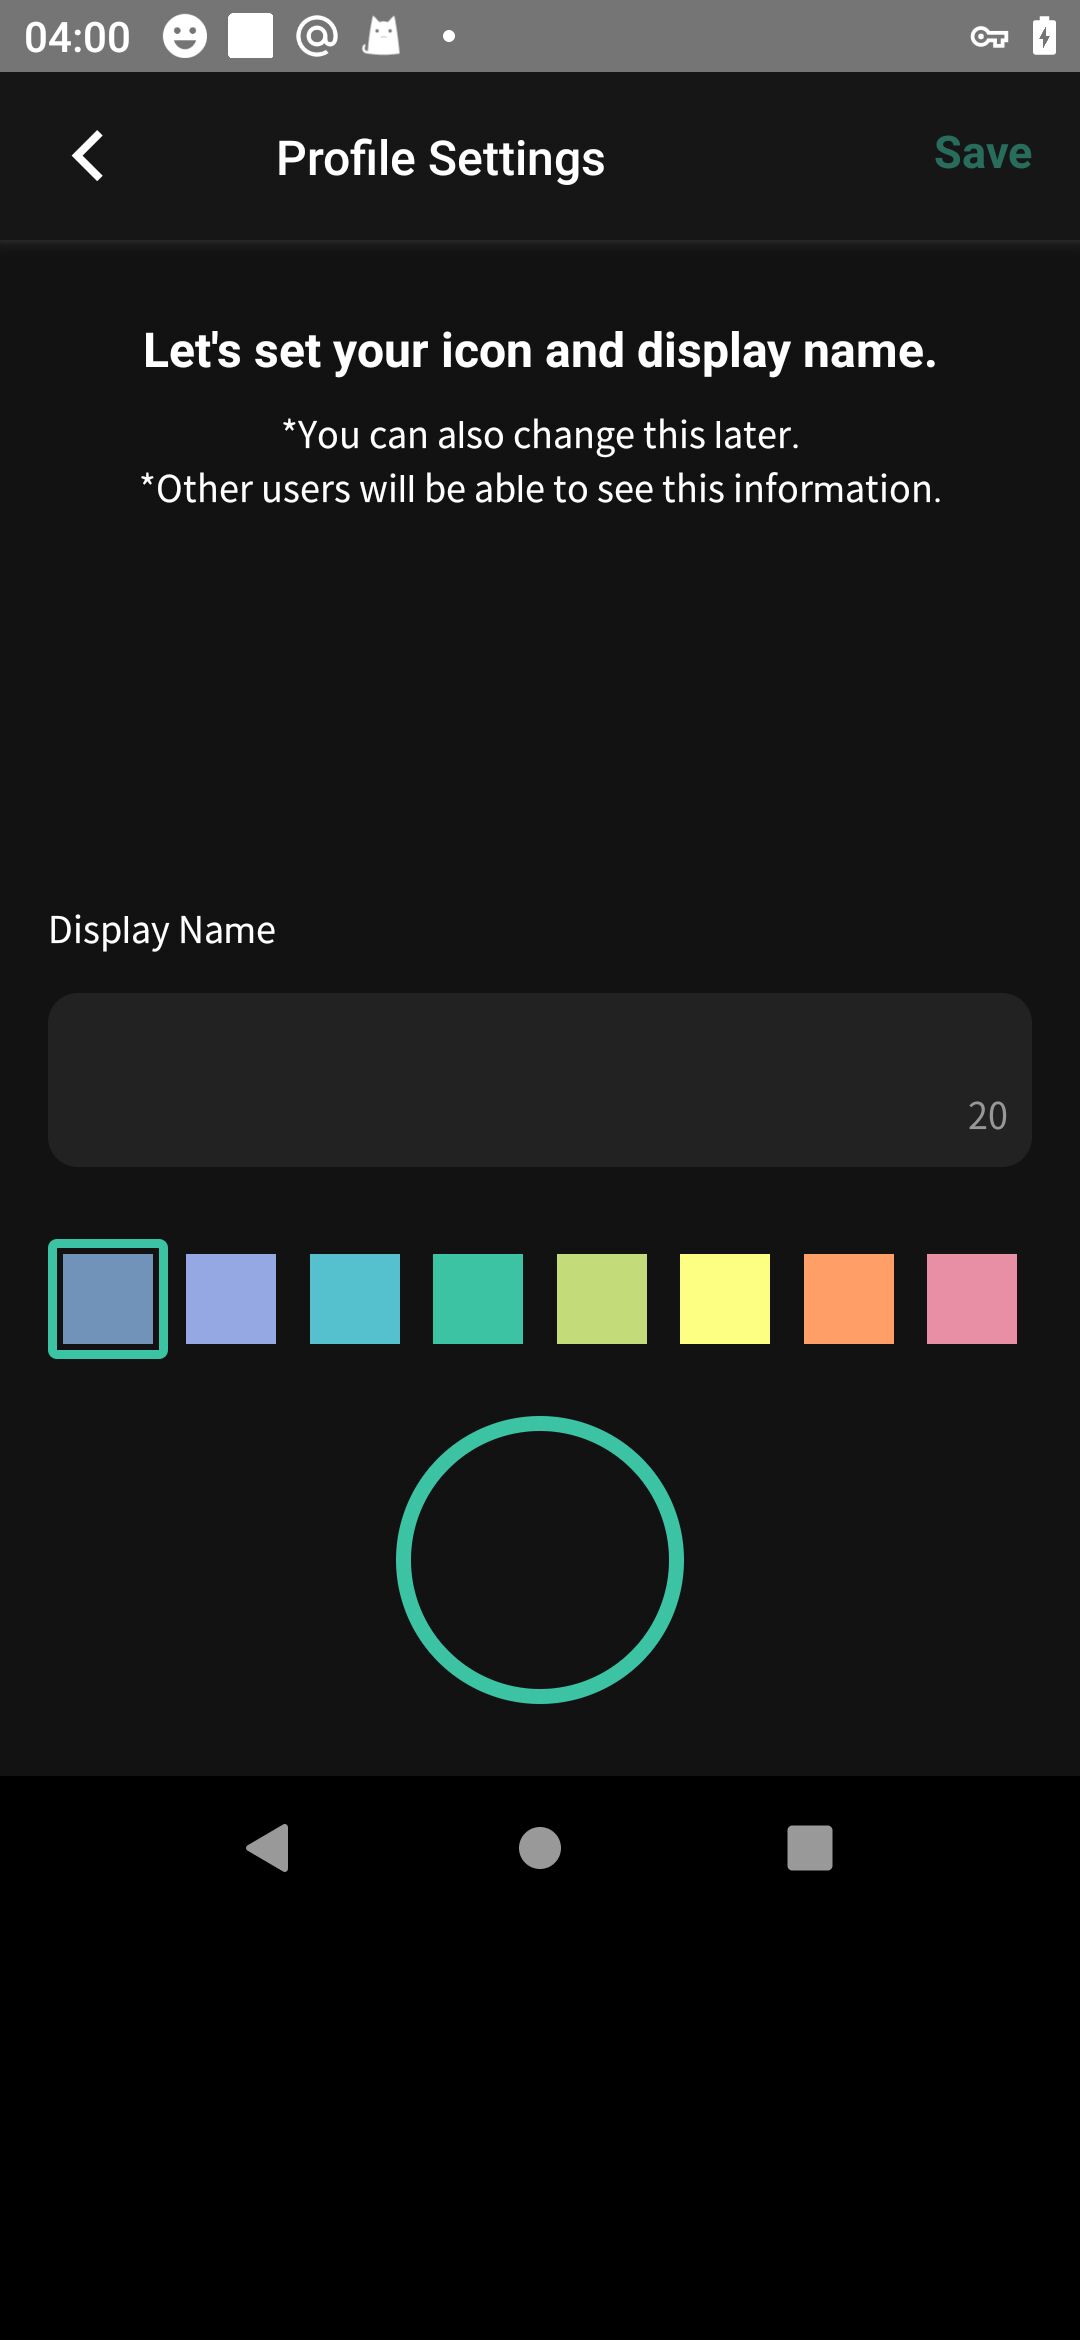 04:00
Profile Settings
Save
Let's set your icon and display name.
*You can also change this later.
*Other users will be able to see this information.
Display Name
20